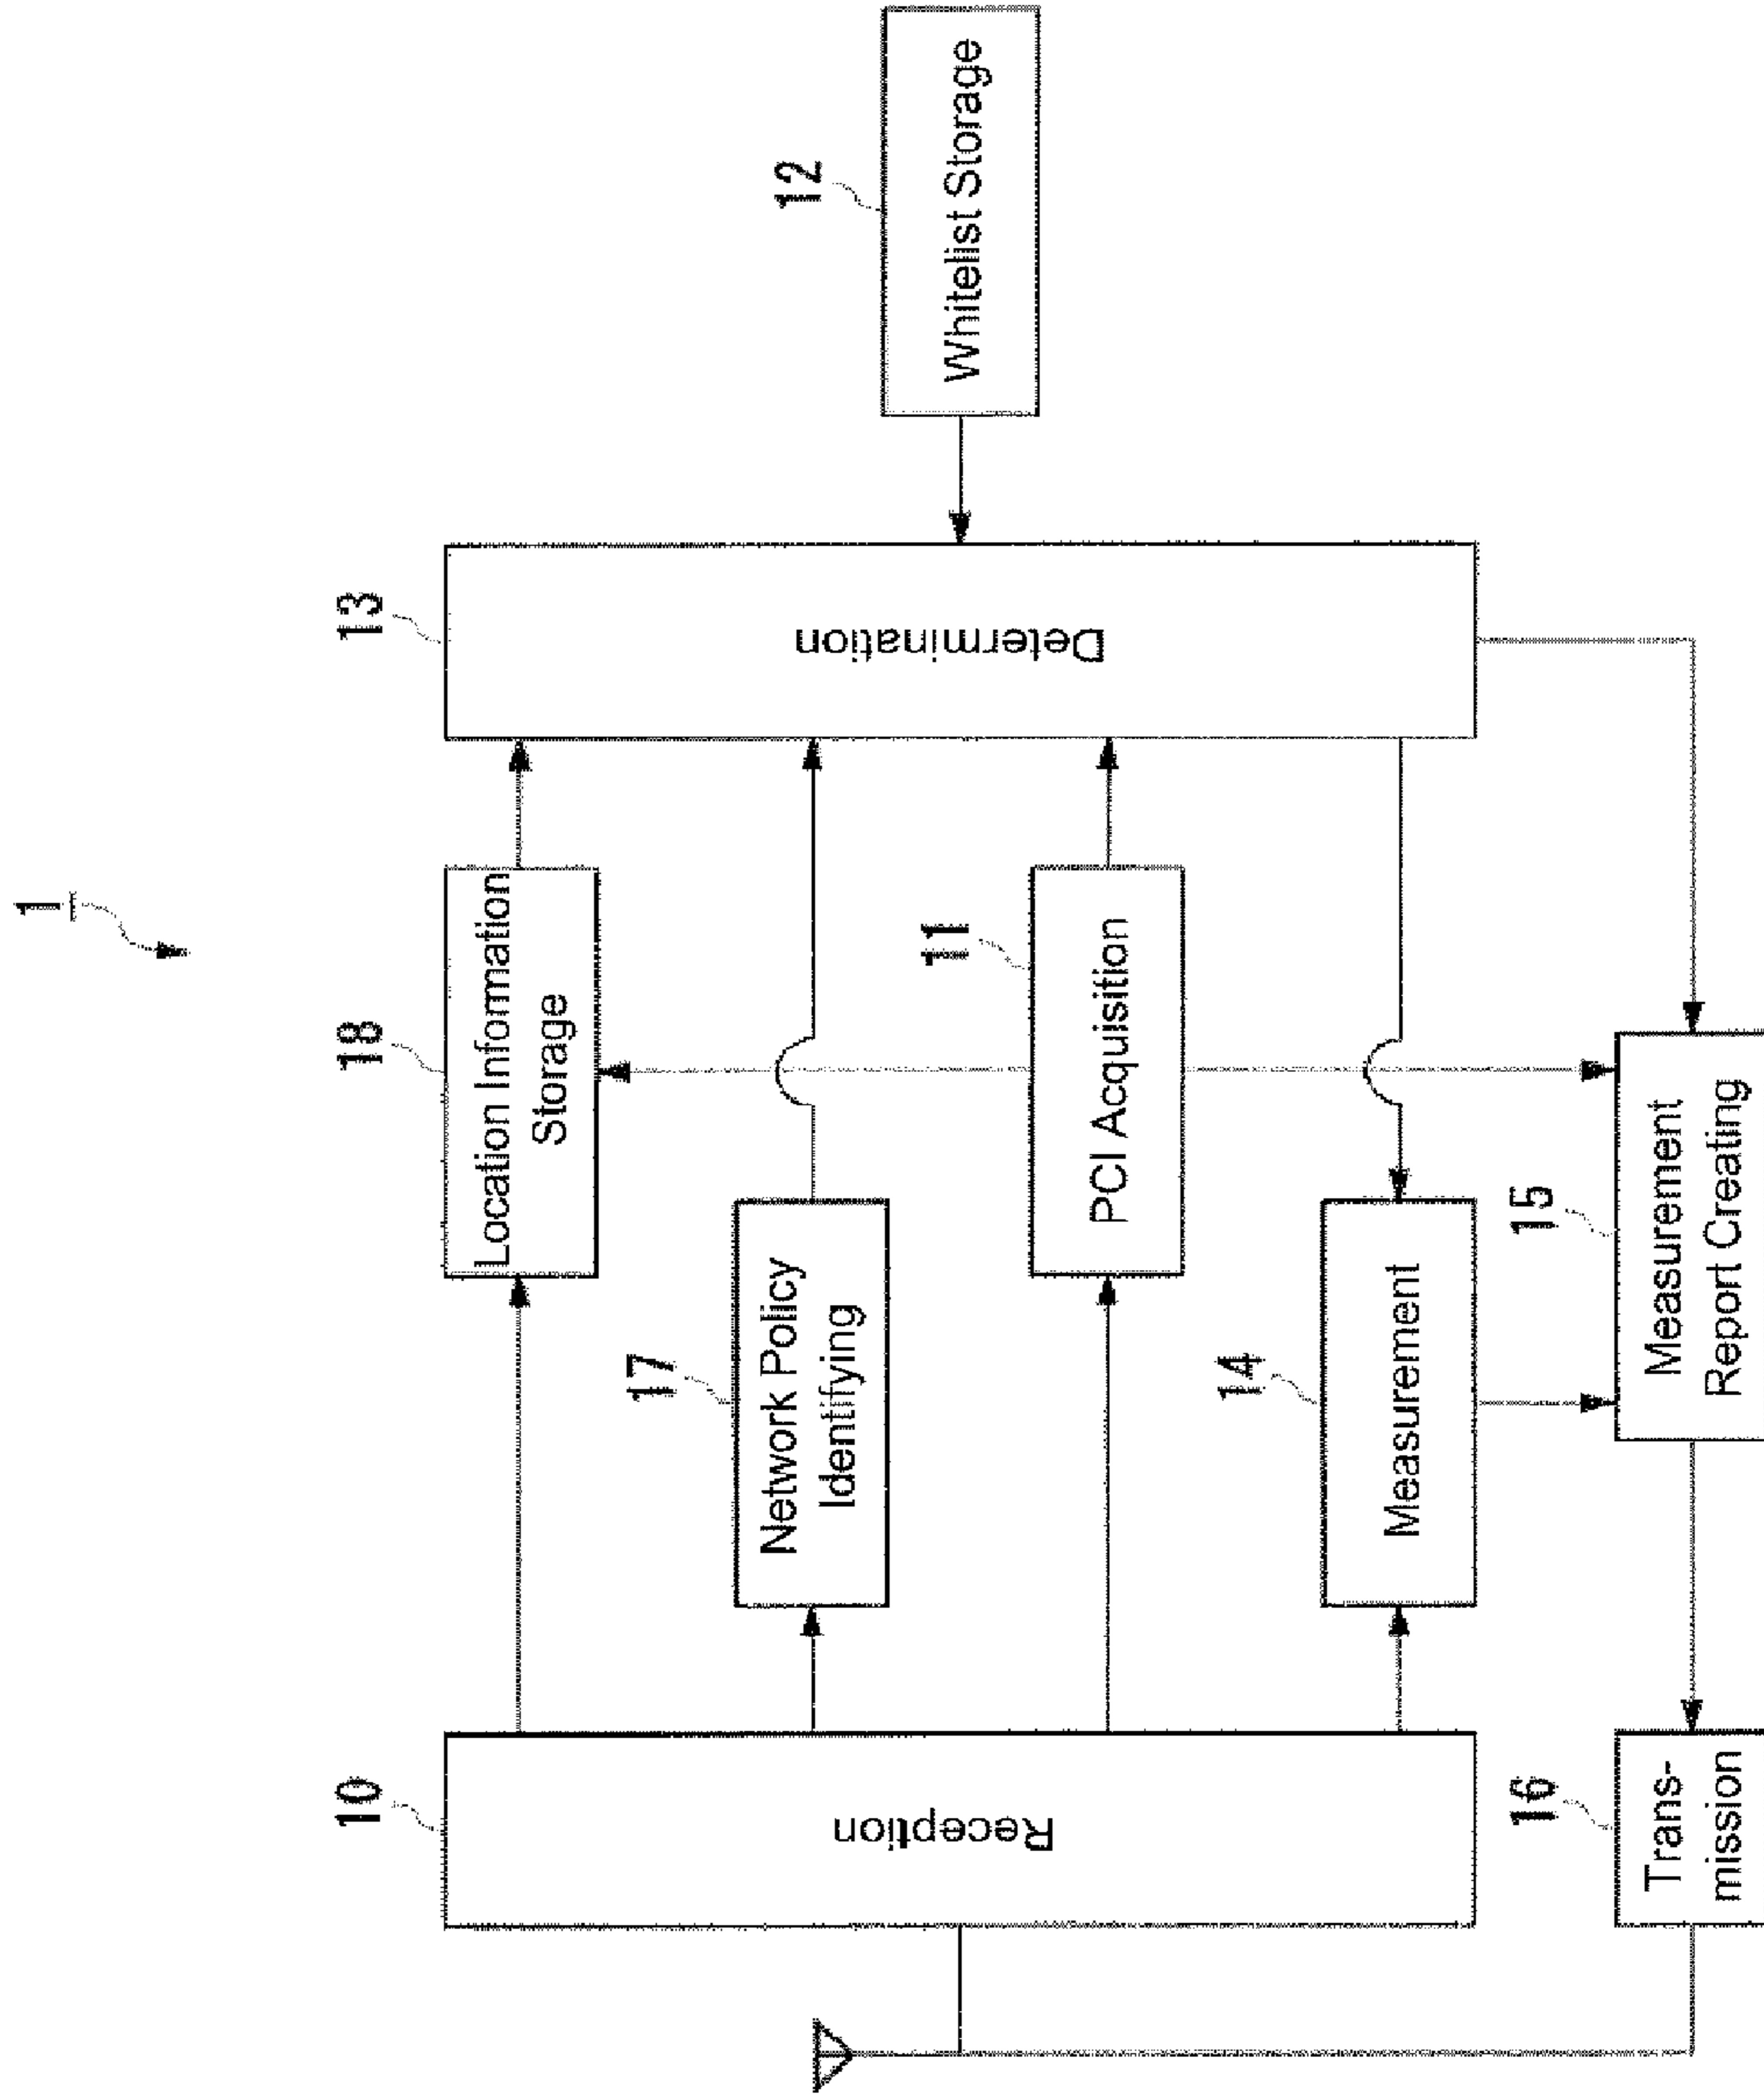 1
10
Reception
18
Location Information
Storage
17
Network Policy
Identifying
11
PCI Acquisition
14
Measurement
13
Determination
12
Whitelist Storage
16
Trans-
mission
15
Measurement
Report Creating